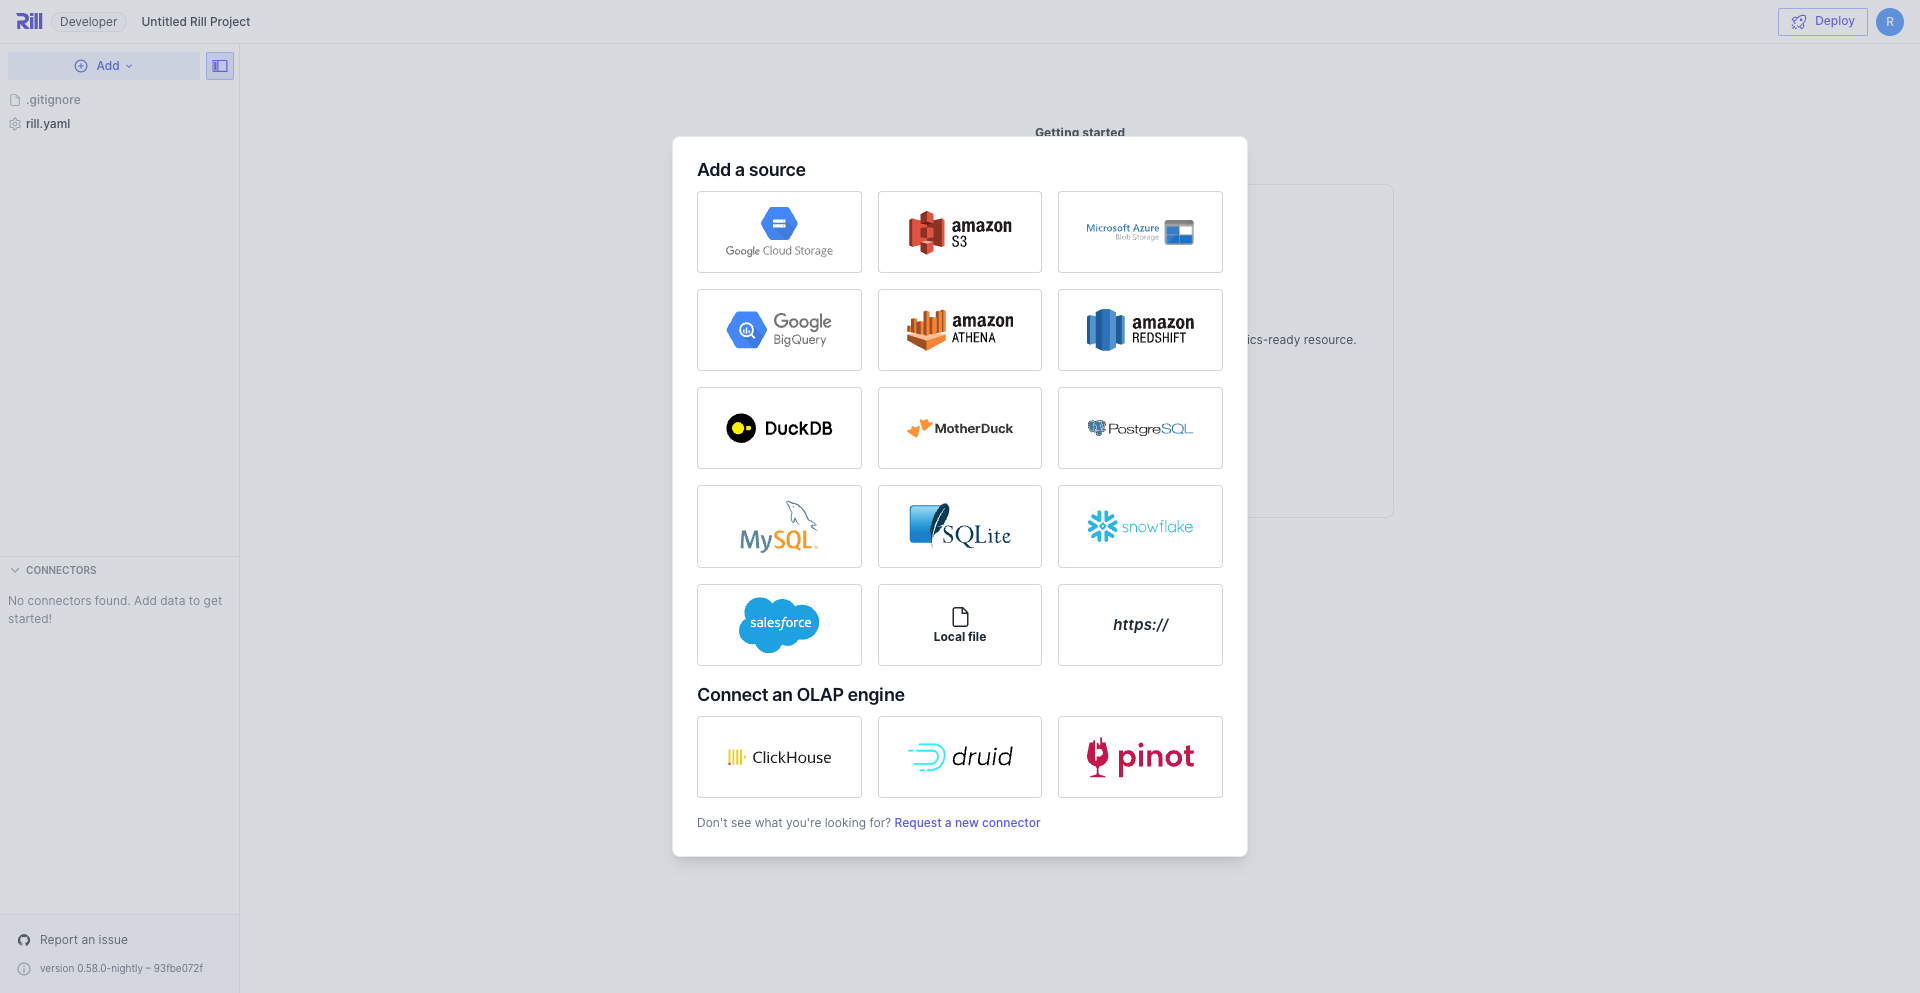 Rill
Developer
Untitled Rill Project
Deploy
R
Add
.gitignore
rill.yaml
Getting started
Add a source
Google Cloud Storage
amazon
S3
Microsoft Azure
Blob Storage
Google
BigQuery
amazon
ATHENA
amazon
REDSHIFT
ics-ready resource.
DuckDB
MotherDuck
PostgreSQL
MySQL
SQLite
snowflake
salesforce
Local file
https://
Connect an OLAP engine
ClickHouse
druid
pinot
Don't see what you're looking for? Request a new connector
CONNECTORS
No connectors found. Add data to get
started!
Report an issue
version 0.58.0-nightly – 93fbe072f